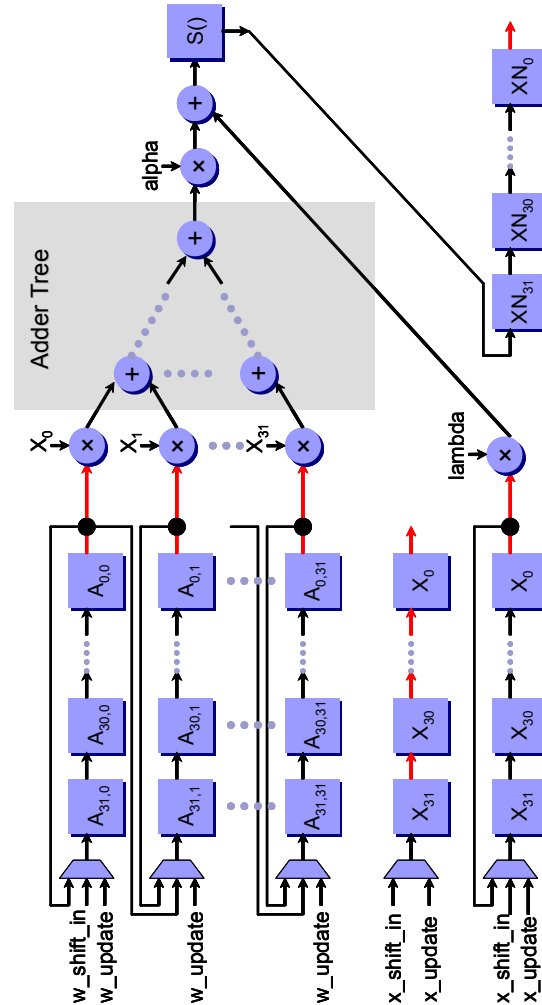 w_shift_in
w_update
A31,0
A30,0
A0,0
X0
×
+
Adder Tree
+
alpha
×
+
S()
w_update
A31,1
A30,1
A0,1
X1
×
w_update
A31,31
A30,31
A0,31
X31
×
+
x_shift_in
x_update
X31
X30
X0
x_shift_in
x_update
X31
X30
X0
lambda
×
XN31
XN30
XN0